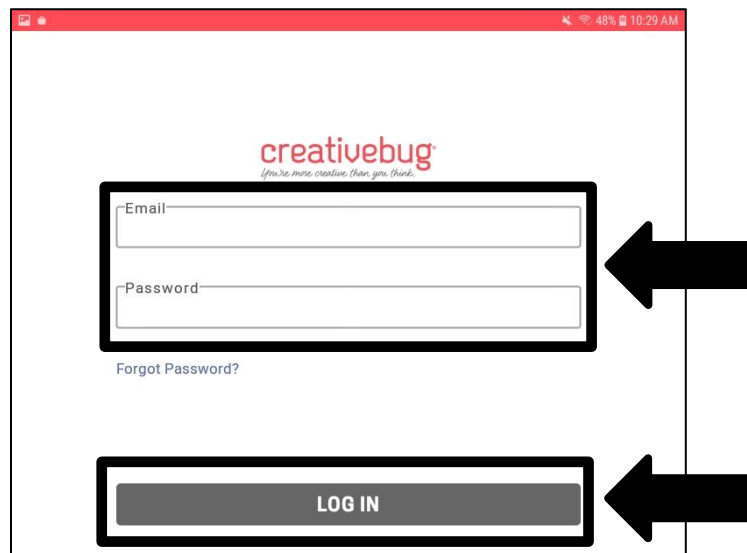 48% 10:29 AM
creativebug
You're more creative than you think.
Email
Password
Forgot Password?
LOG IN